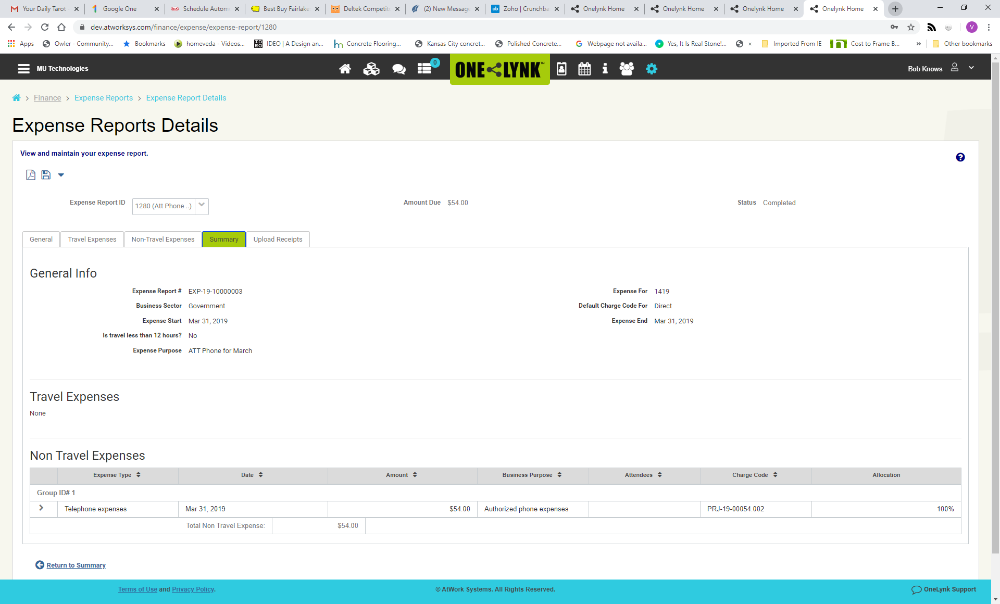 Your Daily Tarot
Google One
Schedule Autom
Best Buy Fairlake
Deltek Competit
(2) New Message
Zoho | Crunchba
Onelynk Home
Onelynk Home
Onelynk Home
Onelynk Home
dev.atworksys.com/finance/expense/expense-report/1280
V
Apps
Owler - Community...
Bookmarks
homeveda - Videos...
IDEO | A Design an...
Concrete Flooring...
Kansas City concret...
Polished Concrete...
Webpage not availa...
Yes, It Is Real Stone!...
Imported From IE
Cost to Frame B...
Other bookmarks
MU Technologies
0
ONE LYNK™
Bob Knows
Finance > Expense Reports > Expense Report Details
Expense Reports Details
View and maintain your expense report.
Expense Report ID 1280 (Att Phone ..)
Amount Due $54.00
Status Completed
General
Travel Expenses
Non-Travel Expenses
Summary
Upload Receipts
General Info
Expense Report # EXP-19-10000003
Expense For 1419
Business Sector Government
Default Charge Code For Direct
Expense Start Mar 31, 2019
Expense End Mar 31, 2019
Is travel less than 12 hours? No
Expense Purpose ATT Phone for March
Travel Expenses
None
Non Travel Expenses
Expense Type Date Amount Business Purpose Attendees Charge Code Allocation
Group ID# 1
Telephone expenses Mar 31, 2019 $54.00 Authorized phone expenses PRJ-19-00054.002 100%
Total Non Travel Expense: $54.00
Return to Summary
Terms of Use and Privacy Policy.
© AtWork Systems. All Rights Reserved.
OneLynk Support